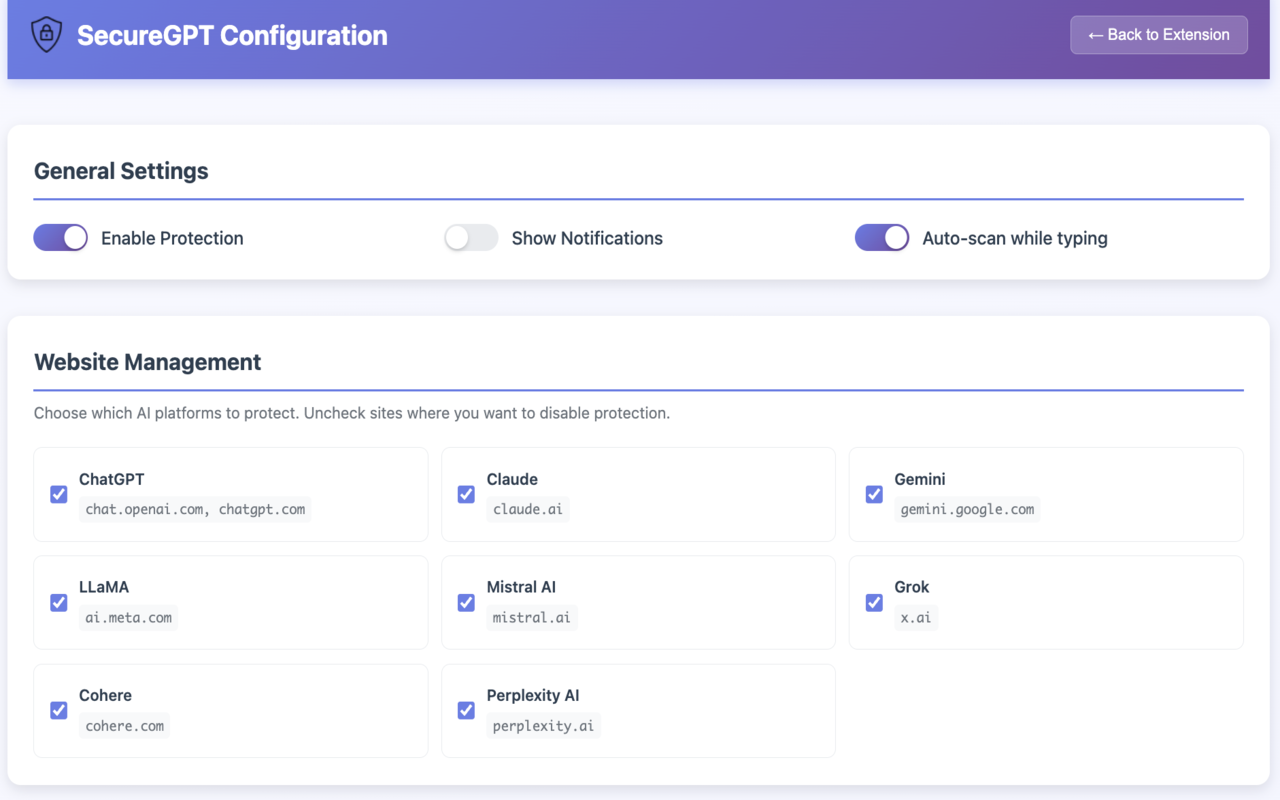 SecureGPT Configuration
← Back to Extension
General Settings
Enable Protection
Show Notifications
Auto-scan while typing
Website Management
Choose which AI platforms to protect. Uncheck sites where you want to disable protection.
ChatGPT
chat.openai.com, chatgpt.com
Claude
claude.ai
Gemini
gemini.google.com
LLaMA
ai.meta.com
Mistral AI
mistral.ai
Grok
x.ai
Cohere
cohere.com
Perplexity AI
perplexity.ai